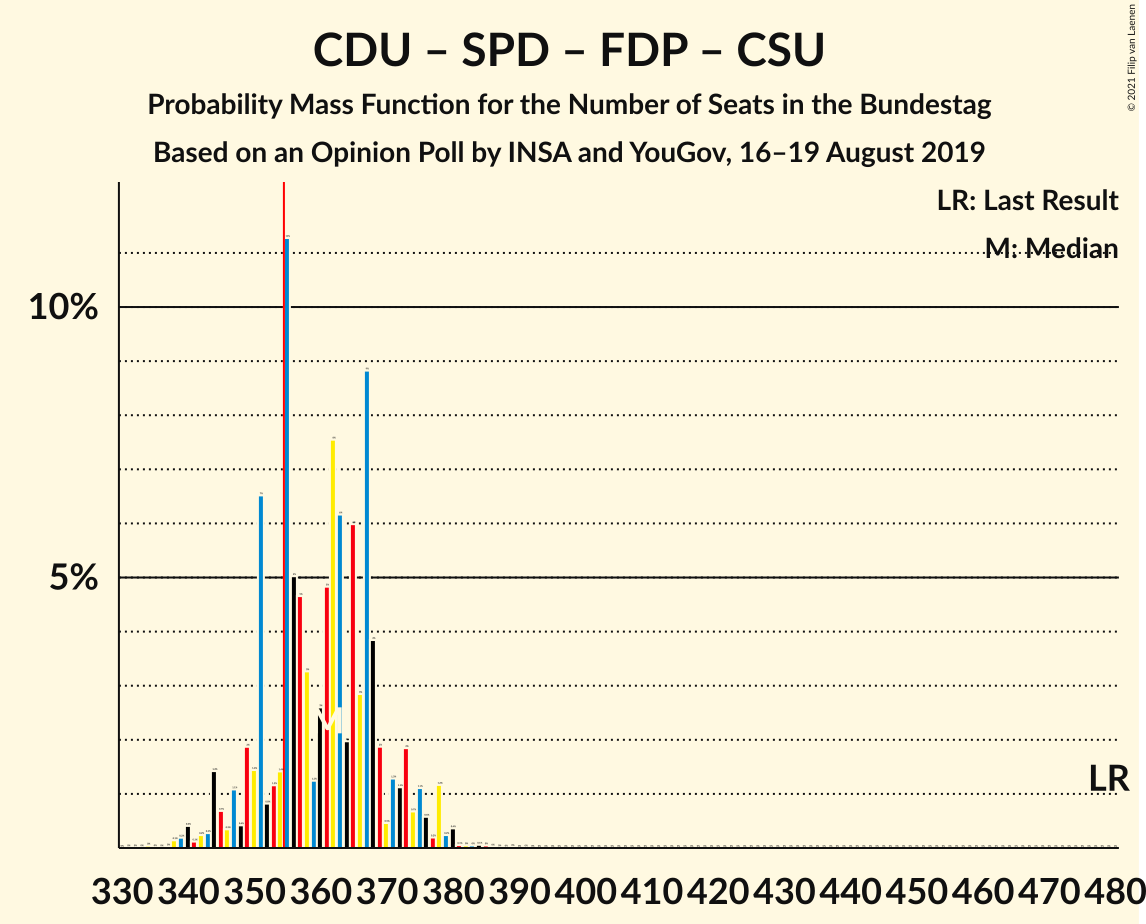 CDU – SPD – FDP – CSU
Probability Mass Function for the Number of Seats in the Bundestag
Based on an Opinion Poll by INSA and YouGov, 16–19 August 2019
© 2021 Filip van Laenen
LR: Last Result
M: Median
10%
5%
M
LR
330 340 350 360 370 380 390 400 410 420 430 440 450 460 470 480